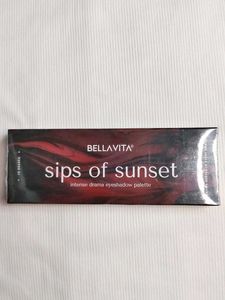 BELLAVITA®
sips of sunset
intense drama eyeshadow palette